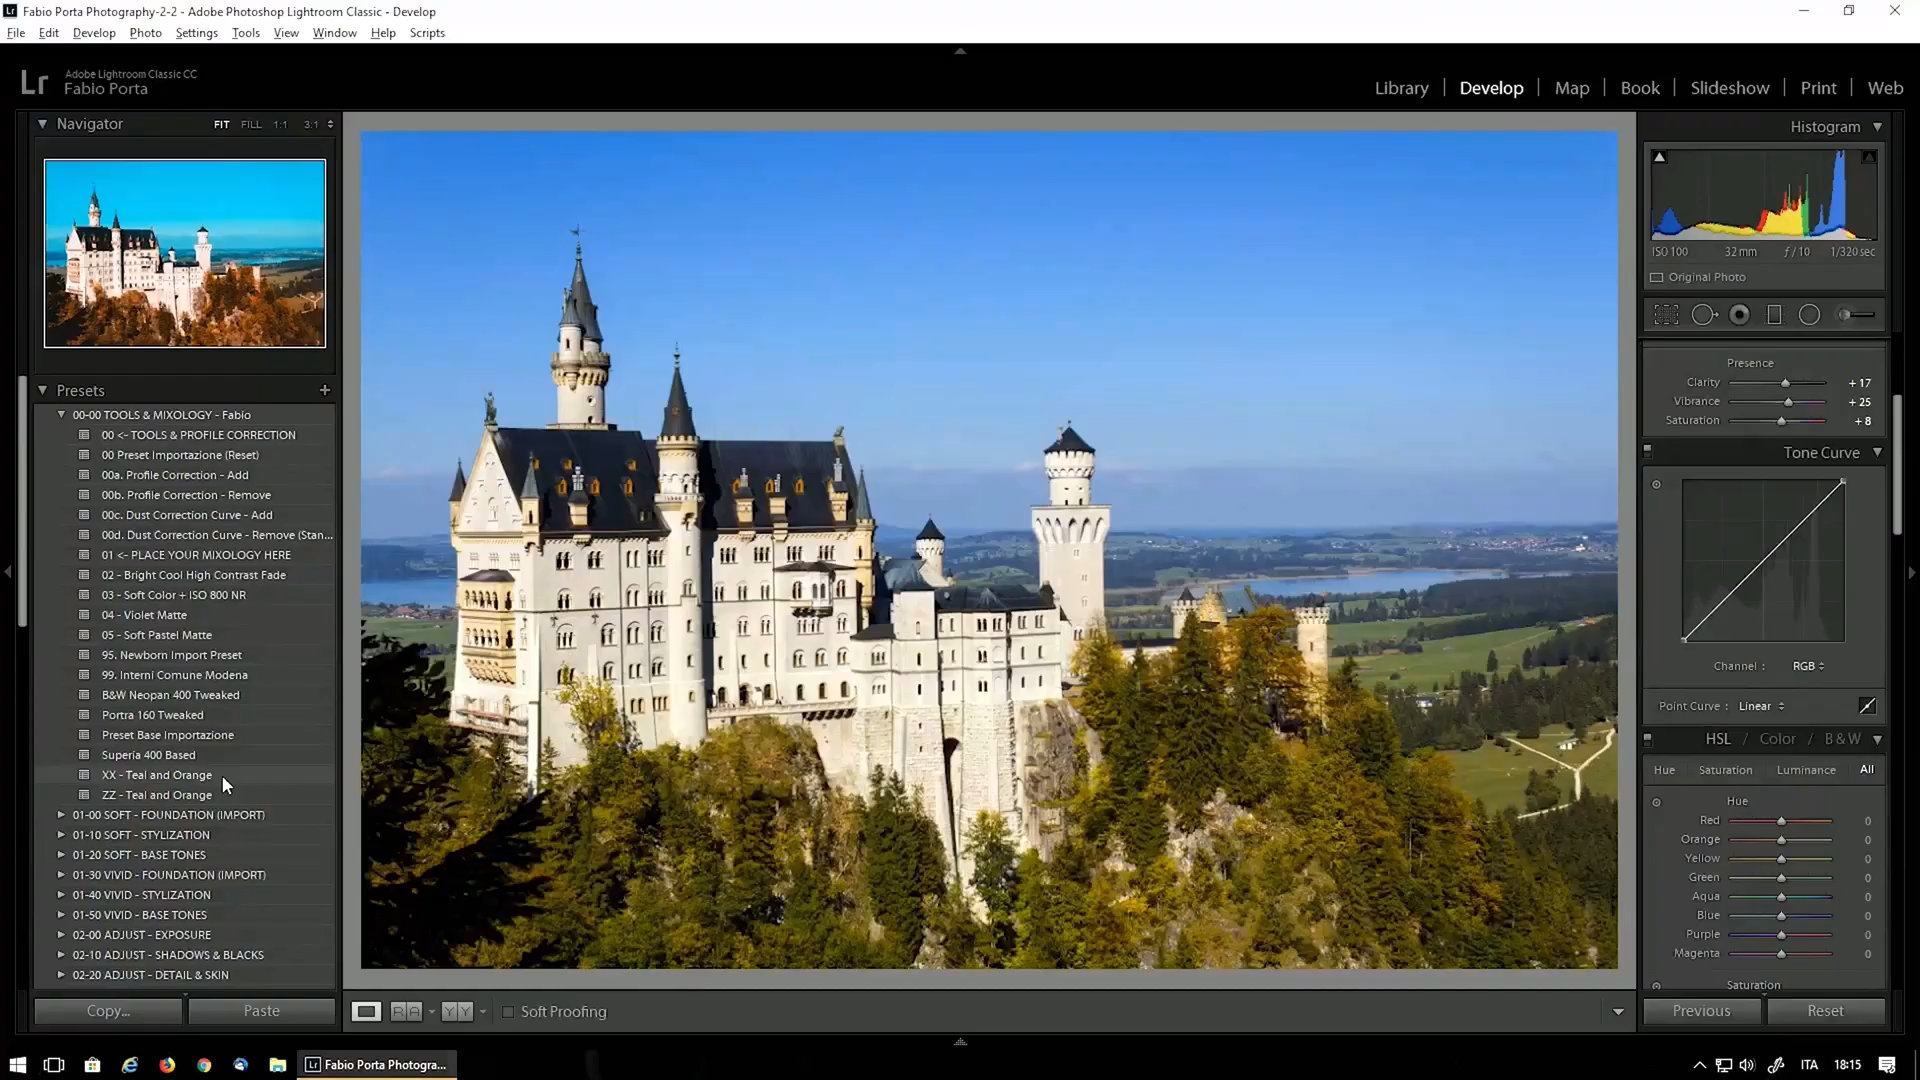 Lr Fabio Porta Photography-2-2 - Adobe Photoshop Lightroom Classic - Develop
File Edit Develop Photo Settings Tools View Window Help Scripts
Lr Adobe Lightroom Classic CC
Fabio Porta
Library Develop Map Book Slideshow Print Web
Navigator FIT FILL 1:1 3:1
Presets +
00-00 TOOLS & MIXOLOGY - Fabio
00 <- TOOLS & PROFILE CORRECTION
00 Preset Importazione (Reset)
00a. Profile Correction - Add
00b. Profile Correction - Remove
00c. Dust Correction Curve - Add
00d. Dust Correction Curve - Remove (Stan...
01 <- PLACE YOUR MIXOLOGY HERE
02 - Bright Cool High Contrast Fade
03 - Soft Color + ISO 800 NR
04 - Violet Matte
05 - Soft Pastel Matte
95. Newborn Import Preset
99. Interni Comune Modena
B&W Neopan 400 Tweaked
Portra 160 Tweaked
Preset Base Importazione
Superia 400 Based
XX - Teal and Orange
ZZ - Teal and Orange
01-00 SOFT - FOUNDATION (IMPORT)
01-10 SOFT - STYLIZATION
01-20 SOFT - BASE TONES
01-30 VIVID - FOUNDATION (IMPORT)
01-40 VIVID - STYLIZATION
01-50 VIVID - BASE TONES
02-00 ADJUST - EXPOSURE
02-10 ADJUST - SHADOWS & BLACKS
02-20 ADJUST - DETAIL & SKIN
Copy... Paste
R A Y Y Soft Proofing
Histogram
ISO 100 32 mm ƒ / 10 1/320 sec
Original Photo
Presence
Clarity + 17
Vibrance + 25
Saturation + 8
Tone Curve
Channel : RGB
Point Curve : Linear
HSL / Color / B & W
Hue Saturation Luminance All
Hue
Red 0
Orange 0
Yellow 0
Green 0
Aqua 0
Blue 0
Purple 0
Magenta 0
Saturation
Previous Reset
Lr Fabio Porta Photogra...
ITA 18:15